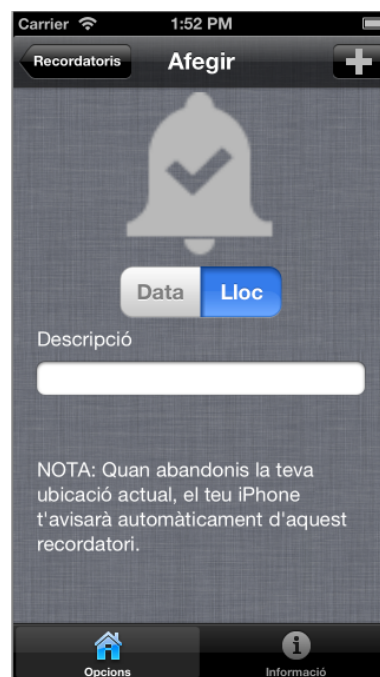 Carrier 1:52 PM
Recordatoris Afegir
Data Lloc
Descripció
NOTA: Quan abandonis la teva
ubicació actual, el teu iPhone
t'avisarà automàticament d'aquest
recordatori.
Opcions Informació